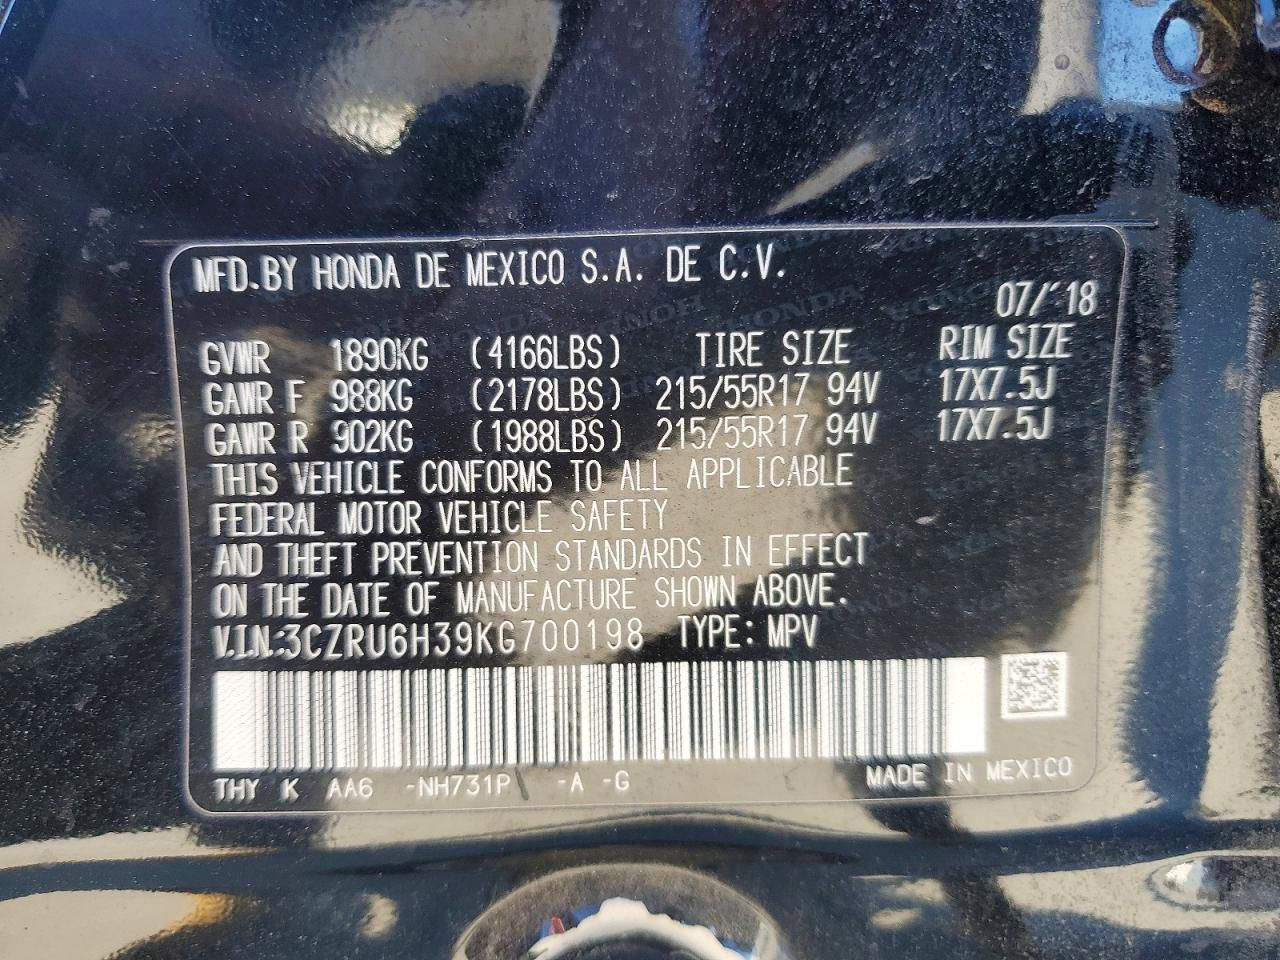 MFD.BY HONDA DE MEXICO S.A. DE C.V.
07/'18
GVWR 1890KG (4166LBS) TIRE SIZE RIM SIZE
GAWR F 988KG (2178LBS) 215/55R17 94V 17X7.5J
GAWR R 902KG (1988LBS) 215/55R17 94V 17X7.5J
THIS VEHICLE CONFORMS TO ALL APPLICABLE
FEDERAL MOTOR VEHICLE SAFETY
AND THEFT PREVENTION STANDARDS IN EFFECT
ON THE DATE OF MANUFACTURE SHOWN ABOVE.
V.I.N:3CZRU6H39KG700198 TYPE:MPV
THY K AA6 -NH731P -A -G MADE IN MEXICO